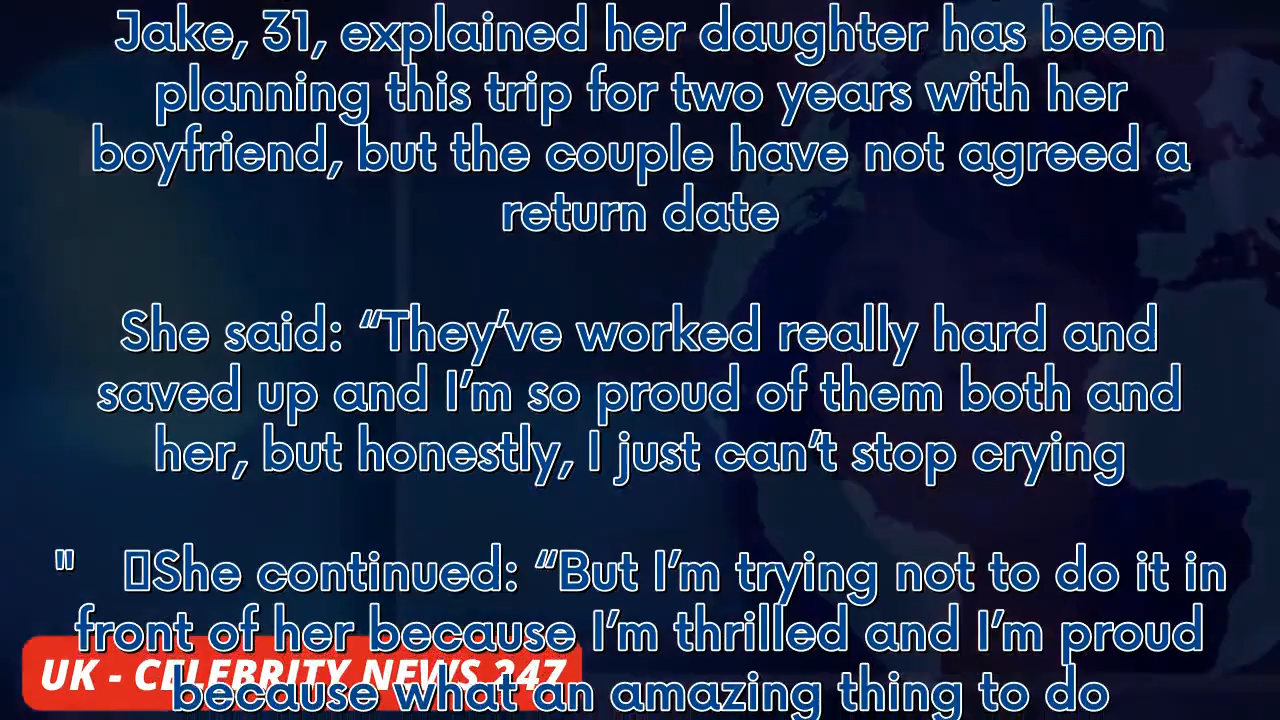 Jake, 31, explained her daughter has been
planning this trip for two years with her
boyfriend, but the couple have not agreed a
return date
She said: “They’ve worked really hard and
saved up and I’m so proud of them both and
her, but honestly, I just can’t stop crying
" She continued: “But I’m trying not to do it in
front of her because I’m thrilled and I’m proud
because what an amazing thing to do
UK - CELEBRITY NEWS 247